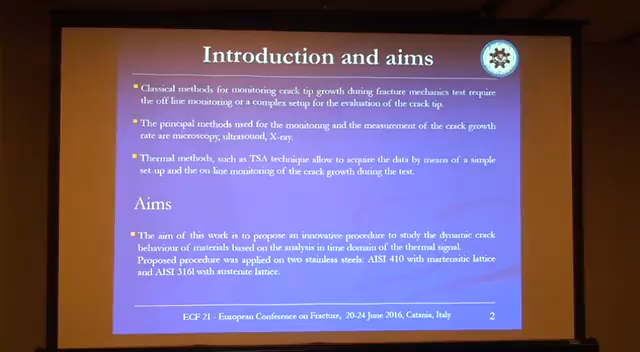 Introduction and aims
Classical methods for monitoring crack tip growth during fracture mechanics test require
the off line monitoring or a complex setup for the evaluation of the crack tip.
The principal methods used for the monitoring and the measurement of the crack growth
rate are microscopy, ultrasound, X-ray.
Thermal methods, such as TSA technique allow to acquire the data by means of a simple
set-up and the on line monitoring of the crack growth during the test.
Aims
The aim of this work is to propose an innovative procedure to study the dynamic crack
behaviour of materials based on the analysis in time domain of the thermal signal.
Proposed procedure was applied on two stainless steels: AISI 410 with martensitic lattice
and AISI 316l with austenite lattice.
ECF 21 - European Conference on Fracture, 20-24 June 2016, Catania, Italy
2